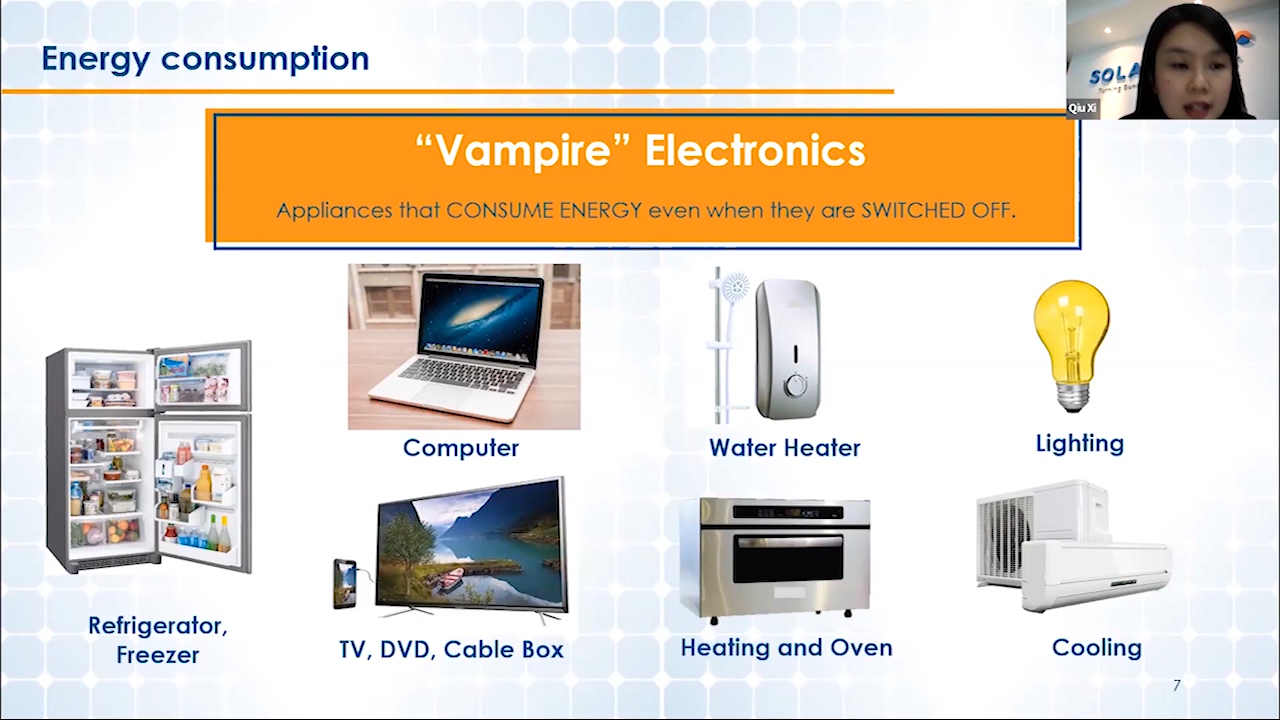 Energy consumption
SOLA
Qiu Xi
“Vampire” Electronics
Appliances that CONSUME ENERGY even when they are SWITCHED OFF.
Computer
Water Heater
Lighting
Refrigerator,
Freezer
TV, DVD, Cable Box
Heating and Oven
Cooling
7